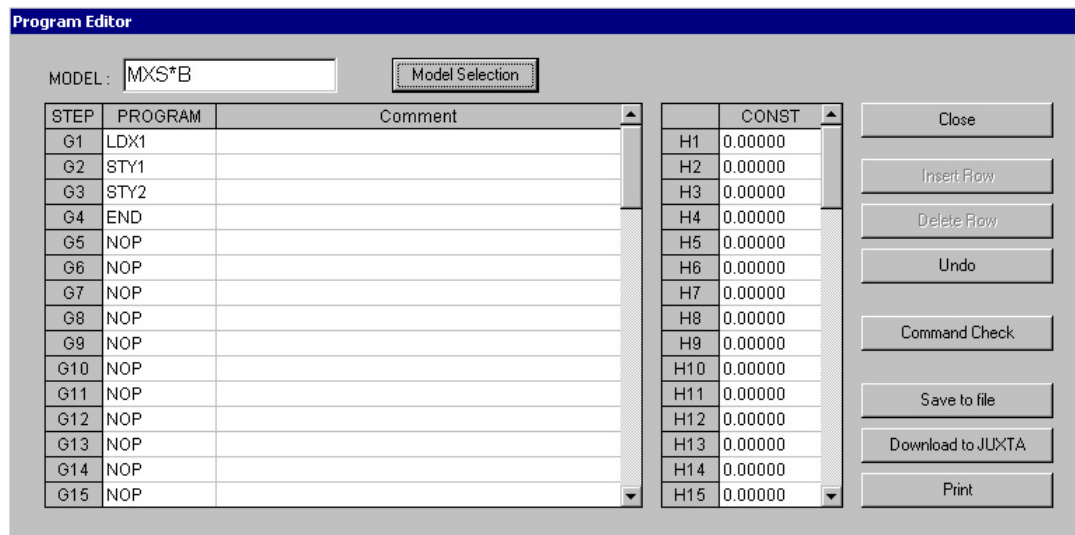 Program Editor
MODEL : MXS*B Model Selection
STEP PROGRAM Comment CONST Close
G1 LDX1 H1 0.00000
G2 STY1 H2 0.00000 Insert Row
G3 STY2 H3 0.00000
G4 END H4 0.00000 Delete Row
G5 NOP H5 0.00000
G6 NOP H6 0.00000 Undo
G7 NOP H7 0.00000
G8 NOP H8 0.00000
G9 NOP H9 0.00000 Command Check
G10 NOP H10 0.00000
G11 NOP H11 0.00000 Save to file
G12 NOP H12 0.00000
G13 NOP H13 0.00000 Download to JUXTA
G14 NOP H14 0.00000
G15 NOP H15 0.00000 Print